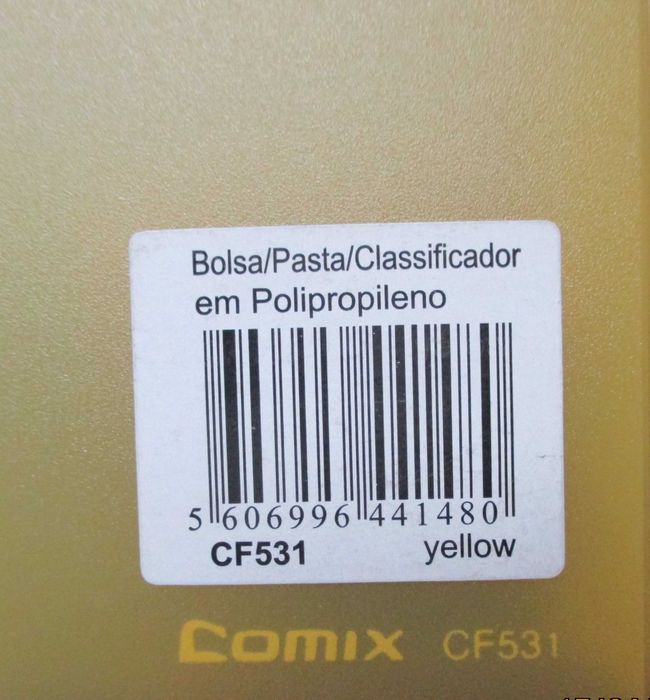 Bolsa/Pasta/Classificador
em Polipropileno
5 606996 441480
CF531 yellow
Comix CF531